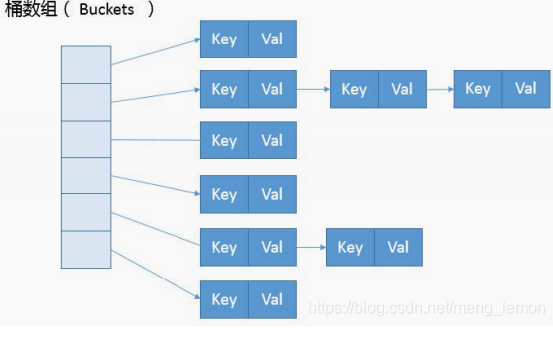 桶数组（ Buckets ）
Key Val
Key Val Key Val Key Val
Key Val
Key Val
Key Val Key Val
Key Val
https://blog.csdn.net/meng_lemon